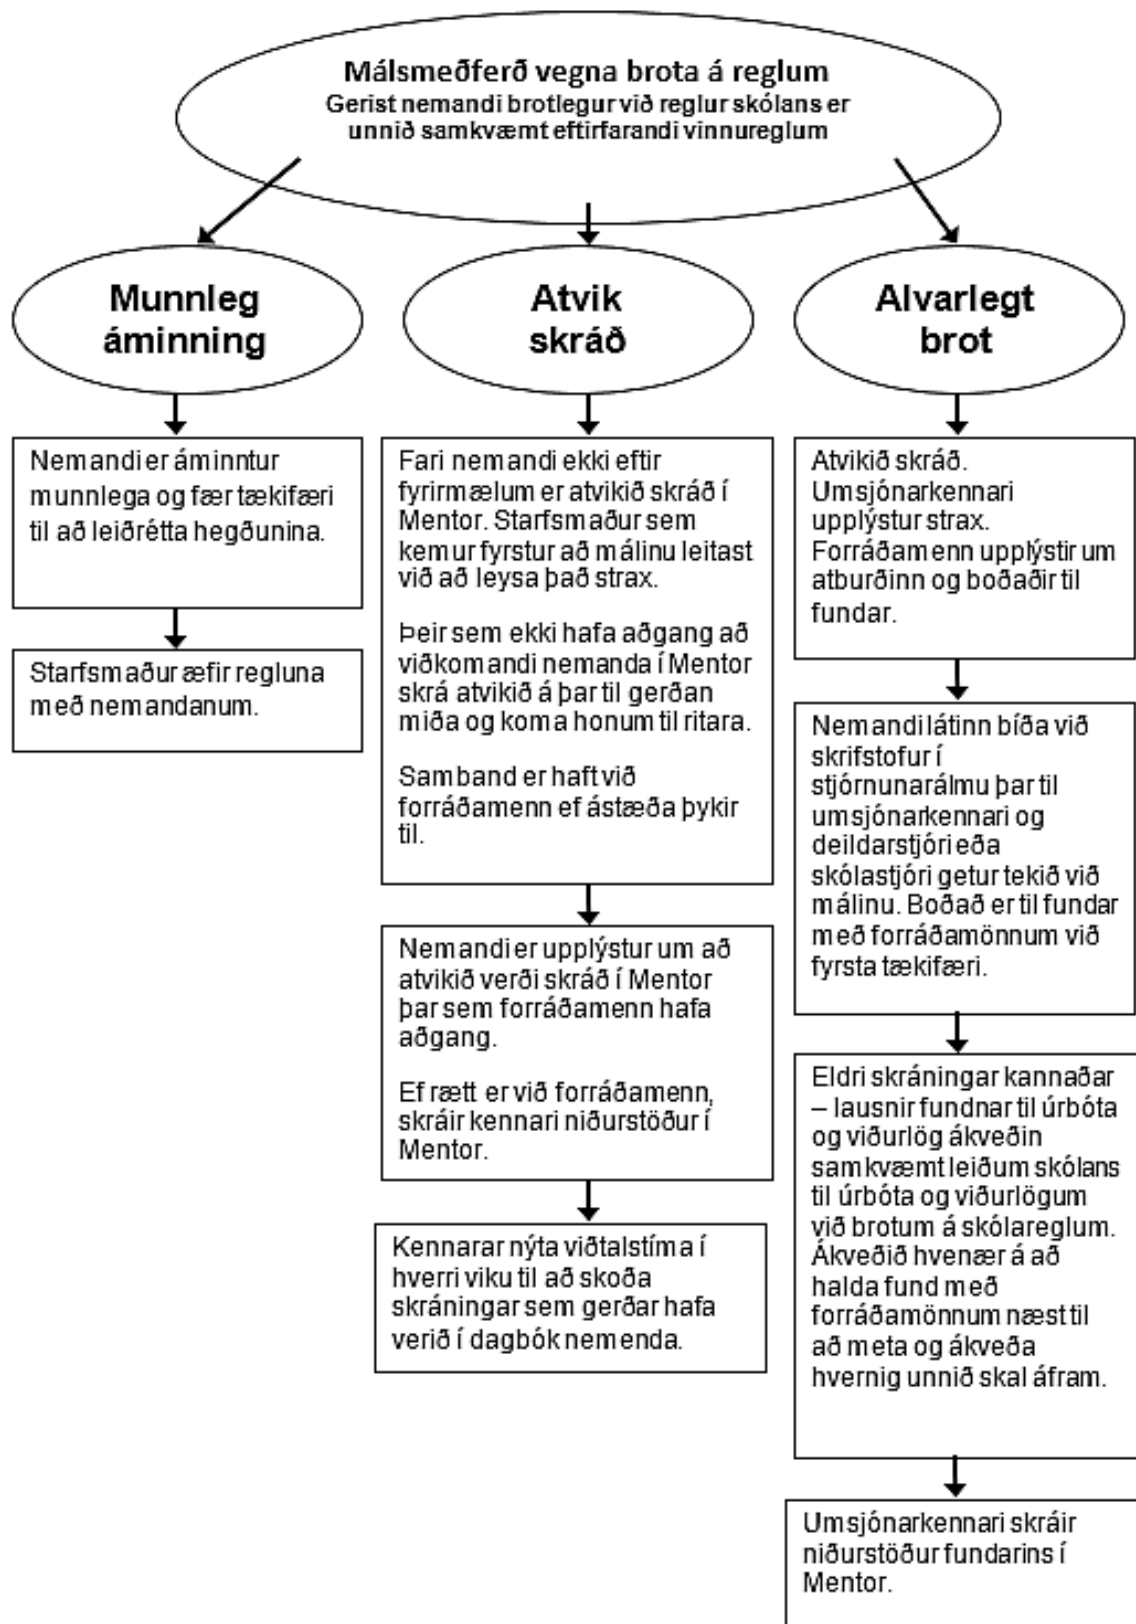 Málsmeðferð vegna brota á reglum
Gerist nemandi brotlegur við reglur skólans er
unnið samkvæmt eftirfarandi vinnureglum
Munnleg
áminning
Nemandi er áminntur
munnlega og fær tækifæri
til að leiðrétta hegðunina.
Starfsmaður æfir regluna
með nemandanum.
Atvik
skráð
Fari nemandi ekki eftir
fyrirmælum er atvikið skráð í
Mentor. Starfsmaður sem
kemur fyrstur að málinu leitast
við að leysa það strax.
Þeir sem ekki hafa aðgang að
viðkomandi nemanda í Mentor
skrá atvikið á þar til gerðan
miða og koma honum til ritara.
Samband er haft við
forráðamenn ef ástæða þykir
til.
Nemandi er upplýstur um að
atvikið verði skráð í Mentor
þar sem forráðamenn hafa
aðgang.
Ef rætt er við forráðamenn,
skráir kennari niðurstöður í
Mentor.
Kennarar nýta viðtalstíma í
hverri viku til að skoða
skráningar sem gerðar hafa
verið í dagbók nemenda.
Alvarlegt
brot
Atvikið skráð.
Umsjónarkennari
upplýstur strax.
Forráðamenn upplýstir um
atburðinn og boðaðir til
fundar.
Nemandi látinn bíða við
skrifstofur í
stjórnunarálmu þar til
umsjónarkennari og
deildarstjóri eða
skólastjóri getur tekið við
málinu. Boðað er til fundar
með forráðamönnum við
fyrsta tækifæri.
Eldri skráningar kannaðar
– lausnir fundnar til úrbóta
og viðurlög ákveðin
samkvæmt leiðum skólans
til úrbóta og viðurlögum
við brotum á skólareglum.
Ákveðið hvenær á að
halda fund með
forráðamönnum næst til
að meta og ákveða
hvernig unnið skal áfram.
Umsjónarkennari skráir
niðurstöður fundarins í
Mentor.